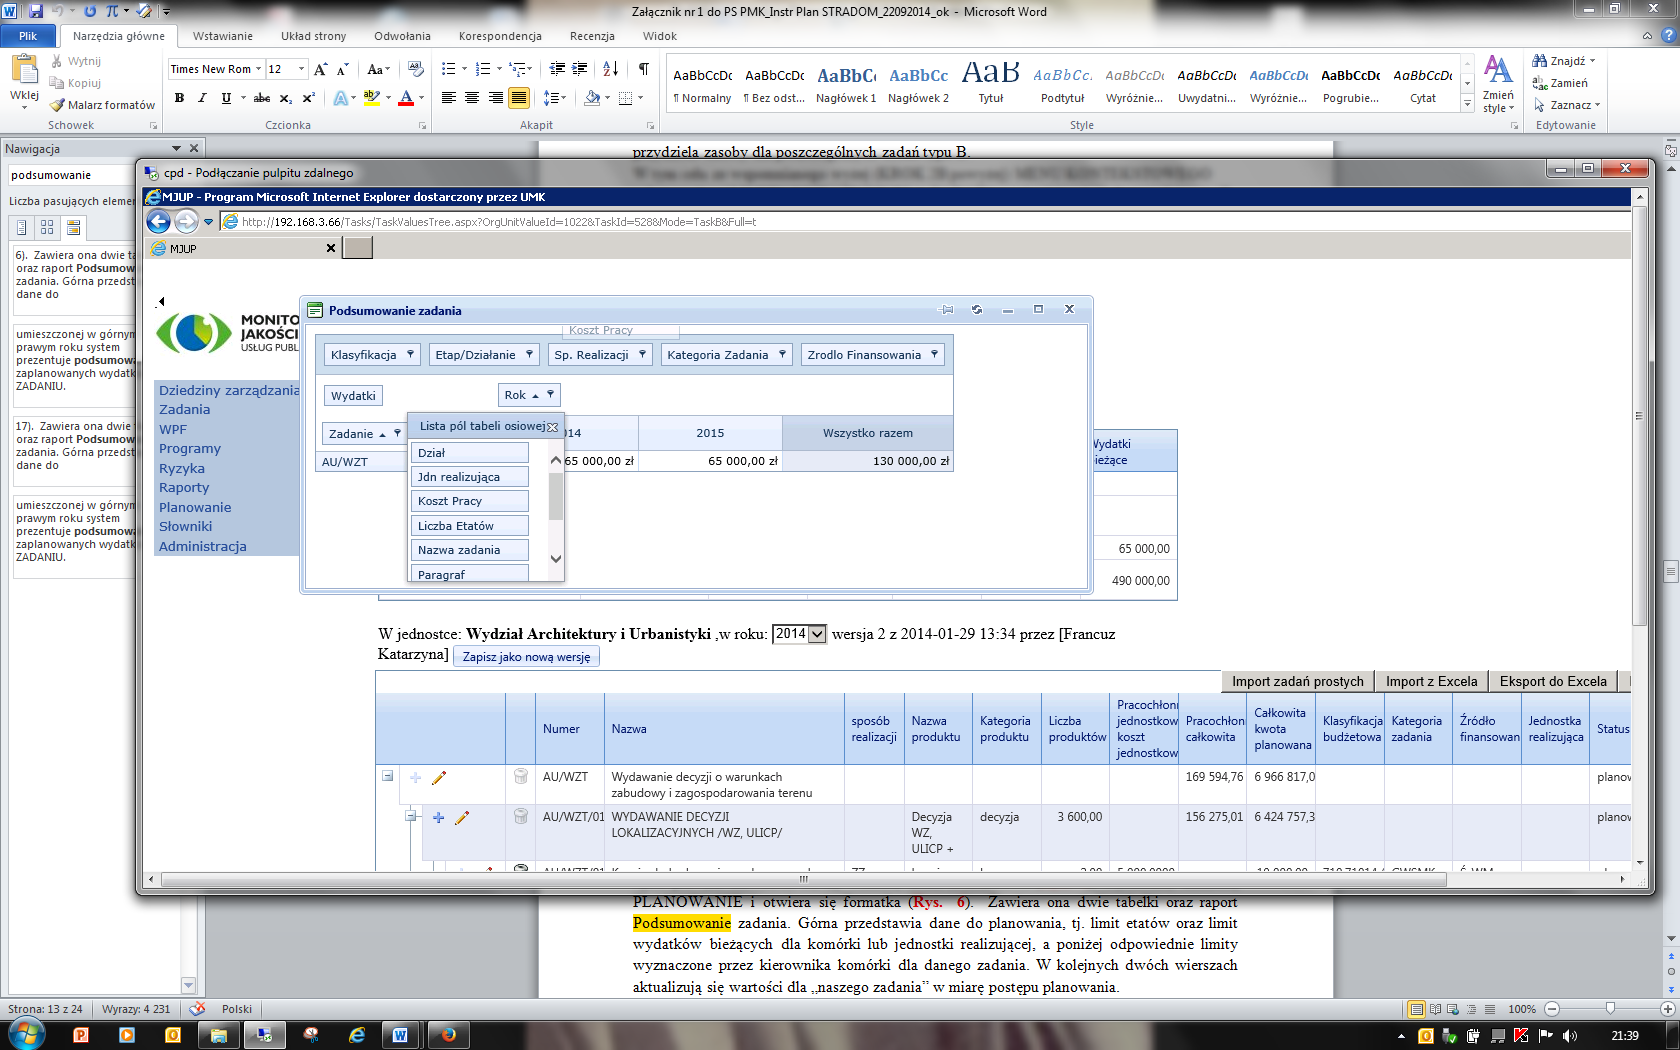 Załącznik nr 1 do PS PMK_Instr Plan STRADOM_22092014_ok - Microsoft Word
Plik Narzędzia główne Wstawianie Układ strony Odwołania Korespondencja Recenzja Widok
Wklej
Wytnij
Kopiuj
Malarz formatów
Schowek
Times New Rom 12
Czcionka
Akapit
AaBbCcDc AaBbCcDc AaBbCc AaBbCc AaB AaBbCc. AaBbCcDc AaBbCcDc AaBbCcDc AaBbCcDc AaBbCcDc
¶ Normalny ¶ Bez odst... Nagłówek 1 Nagłówek 2 Tytuł Podtytuł Wyróżnie... Uwydatni... Wyróżnie... Pogrubie... Cytat
Style
Zmień style
Znajdź
Zamień
Zaznacz
Edytowanie
Nawigacja
podsumowanie
Liczba pasujących elemen
6). Zawiera ona dwie ta
oraz raport Podsumowa
zadania. Górna przedst
dane do
umieszczonej w górnym
prawym roku system
prezentuje podsumowa
zaplanowanych wydatk
ZADANIU.
17). Zawiera ona dwie t
oraz raport Podsumowa
zadania. Górna przedst
dane do
umieszczonej w górnym
prawym roku system
prezentuje podsumowa
zaplanowanych wydatk
ZADANIU.
przydziela zasoby dla poszczególnych zadań typu B.
cpd - Podłączanie pulpitu zdalnego
MJUP - Program Microsoft Internet Explorer dostarczony przez UMK
http://192.168.3.66/Tasks/TaskValuesTree.aspx?OrgUnitValueId=1022&TaskId=528&Mode=TaskB&Full=t
MJUP
MONITO
JAKOŚCI
USŁUG PUBL
Dziedziny zarządzania
Zadania
WPF
Programy
Ryzyka
Raporty
Planowanie
Słowniki
Administracja
Podsumowanie zadania
Koszt Pracy
Klasyfikacja Etap/Działanie Sp. Realizacji Kategoria Zadania Zrodlo Finansowania
Wydatki Rok
Zadanie 014 2015 Wszystko razem
AU/WZT 65 000,00 zł 65 000,00 zł 130 000,00 zł
Lista pól tabeli osiowej
Dział
Jdn realizująca
Koszt Pracy
Liczba Etatów
Nazwa zadania
Paragraf
Wydatki
bieżące
65 000,00
490 000,00
W jednostce: Wydział Architektury i Urbanistyki ,w roku: 2014 wersja 2 z 2014-01-29 13:34 przez [Francuz
Katarzyna] Zapisz jako nową wersję
Import zadań prostych Import z Excela Eksport do Excela
Numer Nazwa sposób realizacji Nazwa produktu Kategoria produktu Liczba produktów Pracochłonn jednostkow koszt jednostkow Pracochłon całkowita Całkowita kwota planowana Klasyfikacja budżetowa Kategoria zadania Źródło finansowan Jednostka realizująca Status
AU/WZT Wydawanie decyzji o warunkach zabudowy i zagospodarowania terenu 169 594,76 6 966 817,0 planow
AU/WZT/01 WYDAWANIE DECYZJI LOKALIZACYJNYCH /WZ, ULICP/ Decyzja WZ, ULICP + decyzja 3 600,00 156 275,01 6 424 757,3 planow
PLANOWANIE i otwiera się formatka (Rys. 6). Zawiera ona dwie tabelki oraz raport
Podsumowanie zadania. Górna przedstawia dane do planowania, tj. limit etatów oraz limit
wydatków bieżących dla komórki lub jednostki realizującej, a poniżej odpowiednie limity
wyznaczone przez kierownika komórki dla danego zadania. W kolejnych dwóch wierszach
aktualizują się wartości dla „naszego zadania” w miarę postępu planowania.
Strona: 13 z 24 Wyrazy: 4 231 Polski 100%
21:39